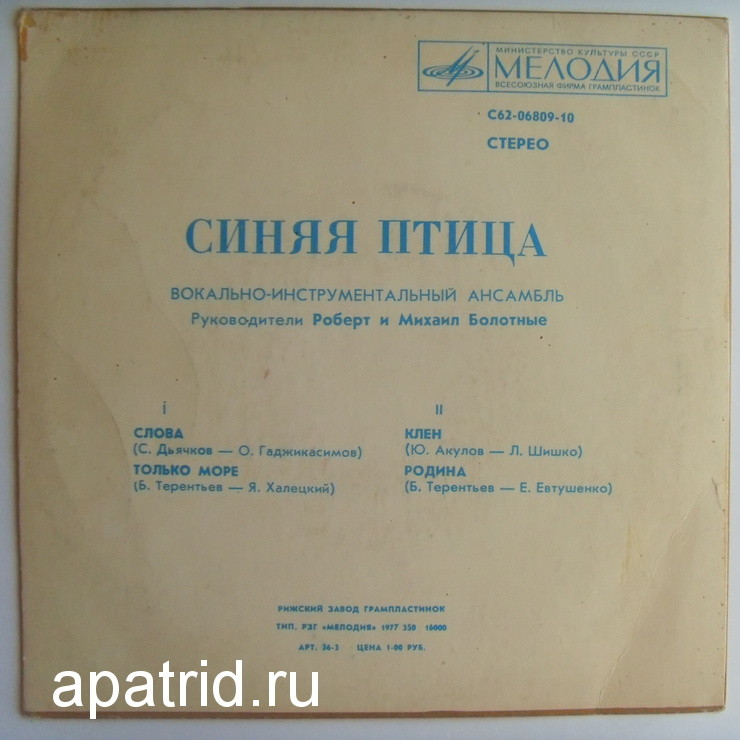 МИНИСТЕРСТВО КУЛЬТУРЫ СССР
МЕЛОДИЯ
ВСЕСОЮЗНАЯ ФИРМА ГРАМПЛАСТИНОК
С62-06809-10
СТЕРЕО
СИНЯЯ ПТИЦА
ВОКАЛЬНО-ИНСТРУМЕНТАЛЬНЫЙ АНСАМБЛЬ
Руководители Роберт и Михаил Болотные
I
СЛОВА
(С. Дьячков — О. Гаджикасимов)
ТОЛЬКО МОРЕ
(Б. Терентьев — Я. Халецкий)
II
КЛЕН
(Ю. Акулов — Л. Шишко)
РОДИНА
(Б. Терентьев — Е. Евтушенко)
РИЖСКИЙ ЗАВОД ГРАМПЛАСТИНОК
ТИП. РЗГ «МЕЛОДИЯ» 1977 350 16000
АРТ. 36-3 ЦЕНА 1-00 РУБ.
apatrid.ru